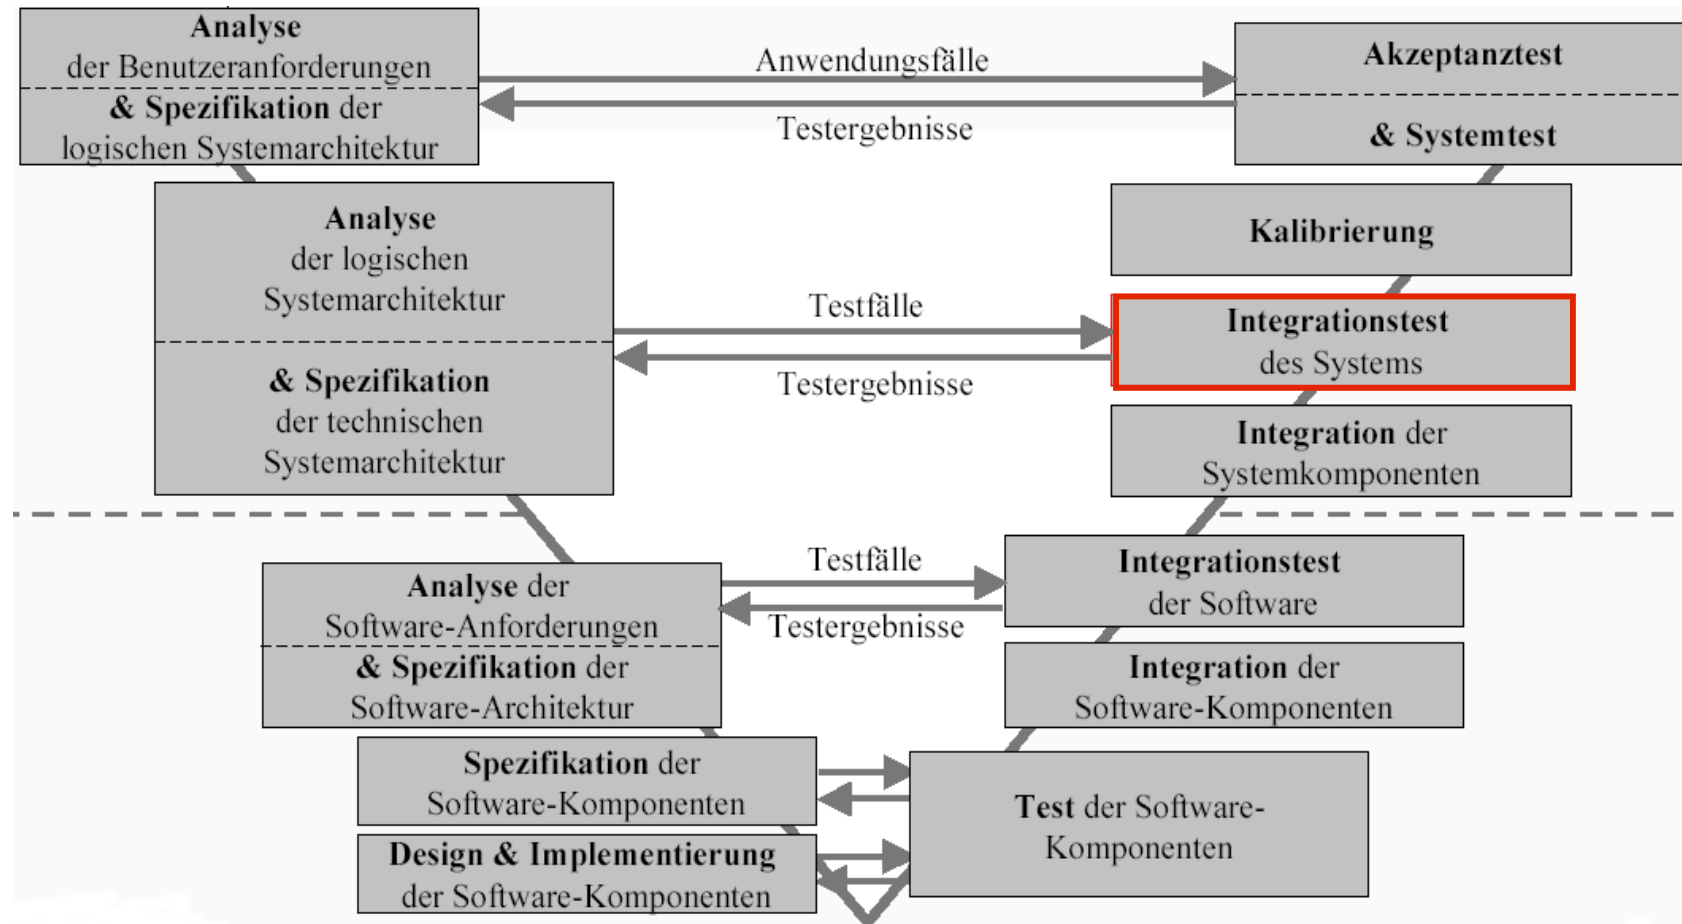 Analyse
der Benutzeranforderungen
& Spezifikation der
logischen Systemarchitektur
Anwendungsfälle
Testergebnisse
Akzeptanztest
& Systemtest
Analyse
der logischen
Systemarchitektur
& Spezifikation
der technischen
Systemarchitektur
Testfälle
Testergebnisse
Kalibrierung
Integrationstest
des Systems
Integration der
Systemkomponenten
Analyse der
Software-Anforderungen
& Spezifikation der
Software-Architektur
Testfälle
Testergebnisse
Integrationstest
der Software
Integration der
Software-Komponenten
Spezifikation der
Software-Komponenten
Design & Implementierung
der Software-Komponenten
Test der Software-
Komponenten